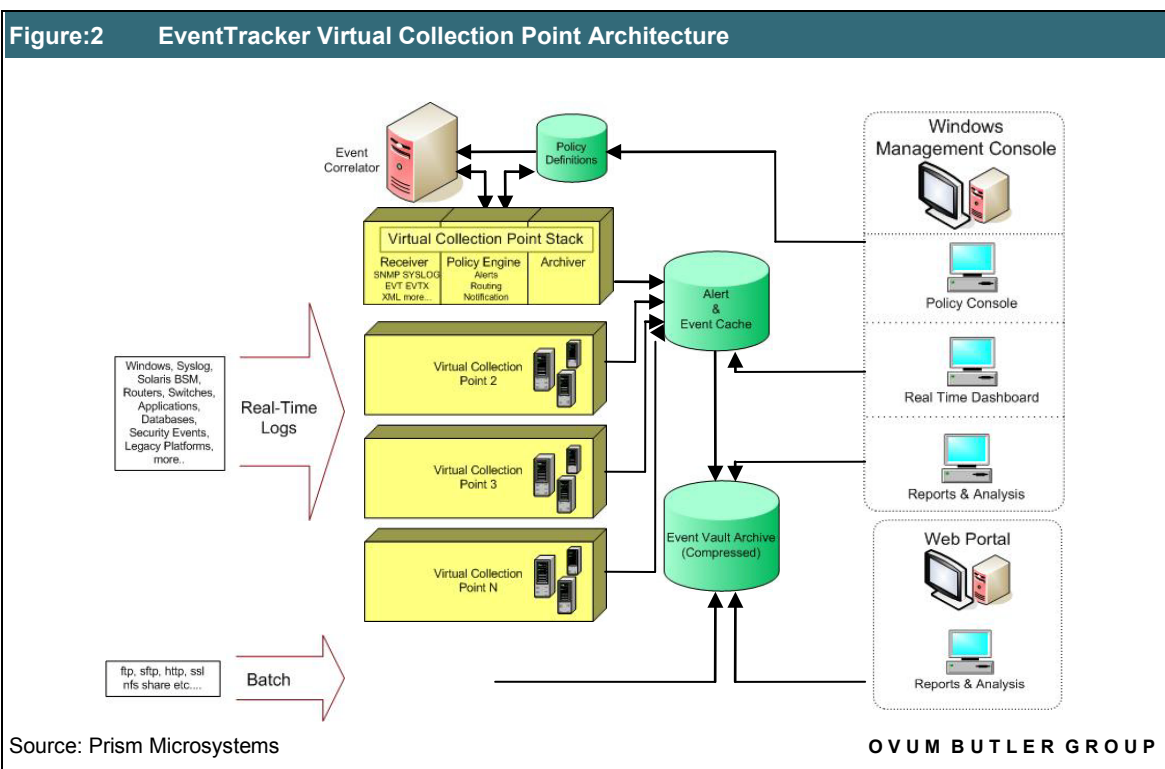 Figure:2 EventTracker Virtual Collection Point Architecture
Event
Correlator
Policy
Definitions
Windows
Management Console
Virtual Collection Point Stack
Receiver
SNMP SYSLOG
EVT EVTX
XML more...
Policy Engine
Alerts
Routing
Notification
Archiver
Alert
&
Event Cache
Policy Console
Virtual Collection
Point 2
Windows, Syslog,
Solaris BSM,
Routers, Switches,
Applications,
Databases,
Security Events,
Legacy Platforms,
more..
Real-Time
Logs
Real Time Dashboard
Virtual Collection
Point 3
Reports & Analysis
Event Vault Archive
(Compressed)
Web Portal
Virtual Collection
Point N
ftp, sftp, http, ssl
nfs share etc....
Batch
Reports & Analysis
Source: Prism Microsystems
OVUM BUTLER GROUP